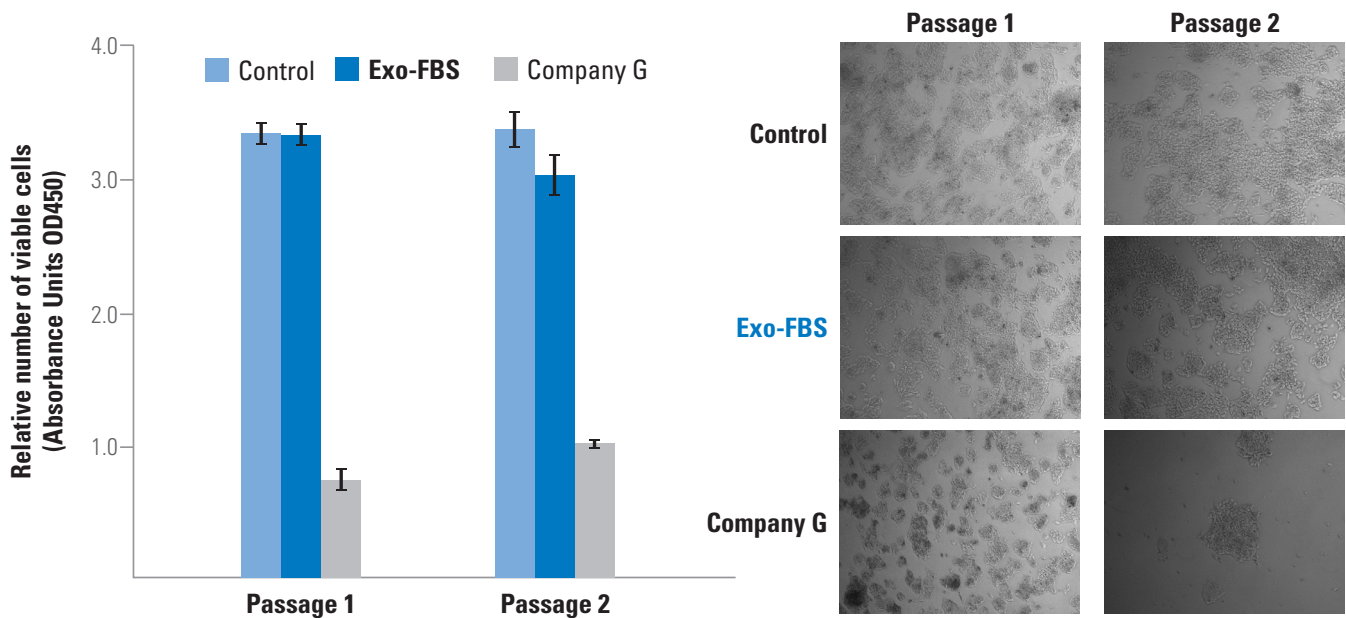 Relative number of viable cells
(Absorbance Units OD450)
4.0
3.0
2.0
1.0
Control
Exo-FBS
Company G
Passage 1
Passage 2
Passage 1
Passage 2
Control
Exo-FBS
Company G